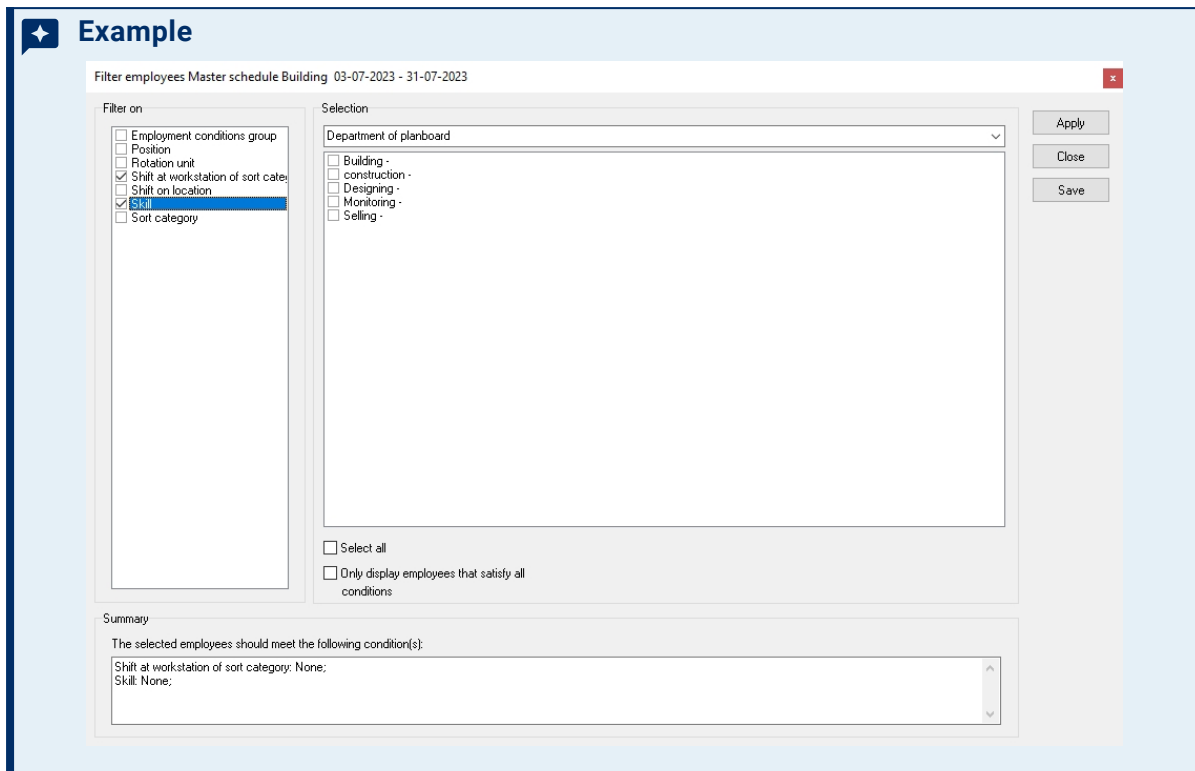 Example
Filter employees Master schedule Building 03-07-2023 - 31-07-2023
x
Filter on
Employment conditions group
Position
Rotation unit
Shift at workstation of sort cate
Shift on location
Skill
Sort category
Selection
Department of planboard
Building -
construction -
Designing -
Monitoring -
Selling -
Select all
Only display employees that satisfy all
conditions
Apply
Close
Save
Summary
The selected employees should meet the following condition(s):
Shift at workstation of sort category: None;
Skill: None;